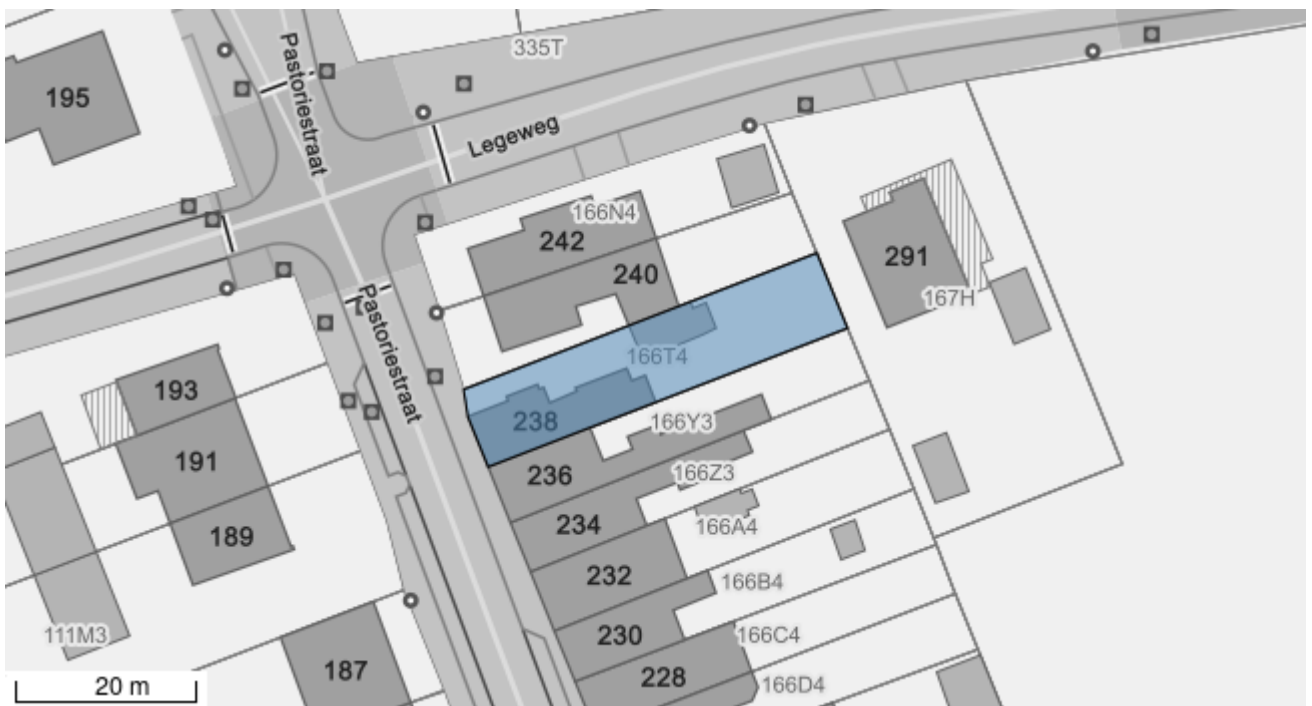 335T
195
Pastoriestraat
Legeweg
166N4
242
240
291
167H
Pastoriestraat
166T4
193
238
166Y3
191
236
166Z3
234
166A4
189
232
166B4
230
166C4
111M3
187
228
166D4
20 m